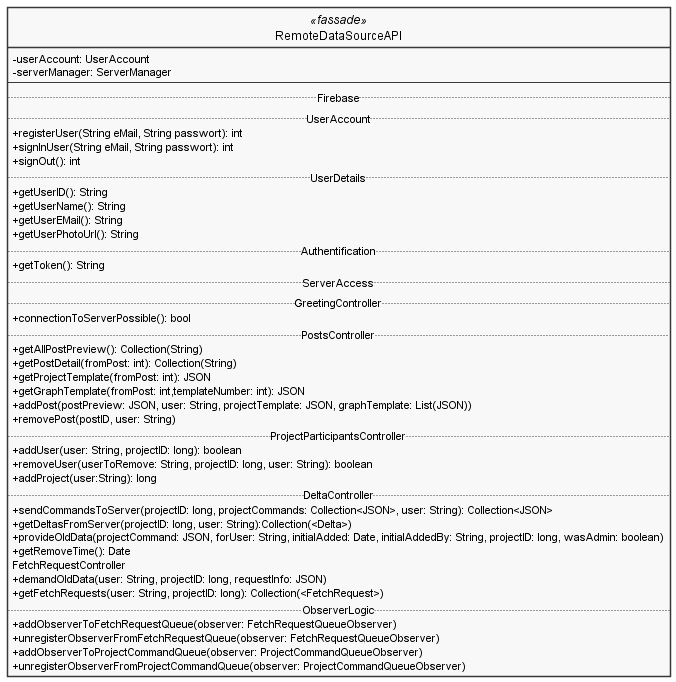 «fassade»
RemoteDataSourceAPI
-userAccount: UserAccount
-serverManager: ServerManager
Firebase
UserAccount
+registerUser(String eMail, String passwort): int
+signInUser(String eMail, String passwort): int
+signOut(): int
UserDetails
+getUserID(): String
+getUserName(): String
+getUserEMail(): String
+getUserPhotoUrl(): String
Authentification
+getToken(): String
ServerAccess
GreetingController
+connectionToServerPossible(): bool
PostsController
+getAllPostPreview(): Collection(String)
+getPostDetail(fromPost: int): Collection(String)
+getProjectTemplate(fromPost: int): JSON
+getGraphTemplate(fromPost: int,templateNumber: int): JSON
+addPost(postPreview: JSON, user: String, projectTemplate: JSON, graphTemplate: List(JSON))
+removePost(postID, user: String)
ProjectParticipantsController
+addUser(user: String, projectID: long): boolean
+removeUser(userToRemove: String, projectID: long, user: String): boolean
+addProject(user:String): long
DeltaController
+sendCommandsToServer(projectID: long, projectCommands: Collection<JSON>, user: String): Collection<JSON>
+getDeltasFromServer(projectID: long, user: String):Collection(<Delta>)
+provideOldData(projectCommand: JSON, forUser: String, initialAdded: Date, initialAddedBy: String, projectID: long, wasAdmin: boolean)
+getRemoveTime(): Date
FetchRequestController
+demandOldData(user: String, projectID: long, requestInfo: JSON)
+getFetchRequests(user: String, projectID: long): Collection(<FetchRequest>)
ObserverLogic
+addObserverToFetchRequestQueue(observer: FetchRequestQueueObserver)
+unregisterObserverFromFetchRequestQueue(observer: FetchRequestQueueObserver)
+addObserverToProjectCommandQueue(observer: ProjectCommandQueueObserver)
+unregisterObserverFromProjectCommandQueue(observer: ProjectCommandQueueObserver)